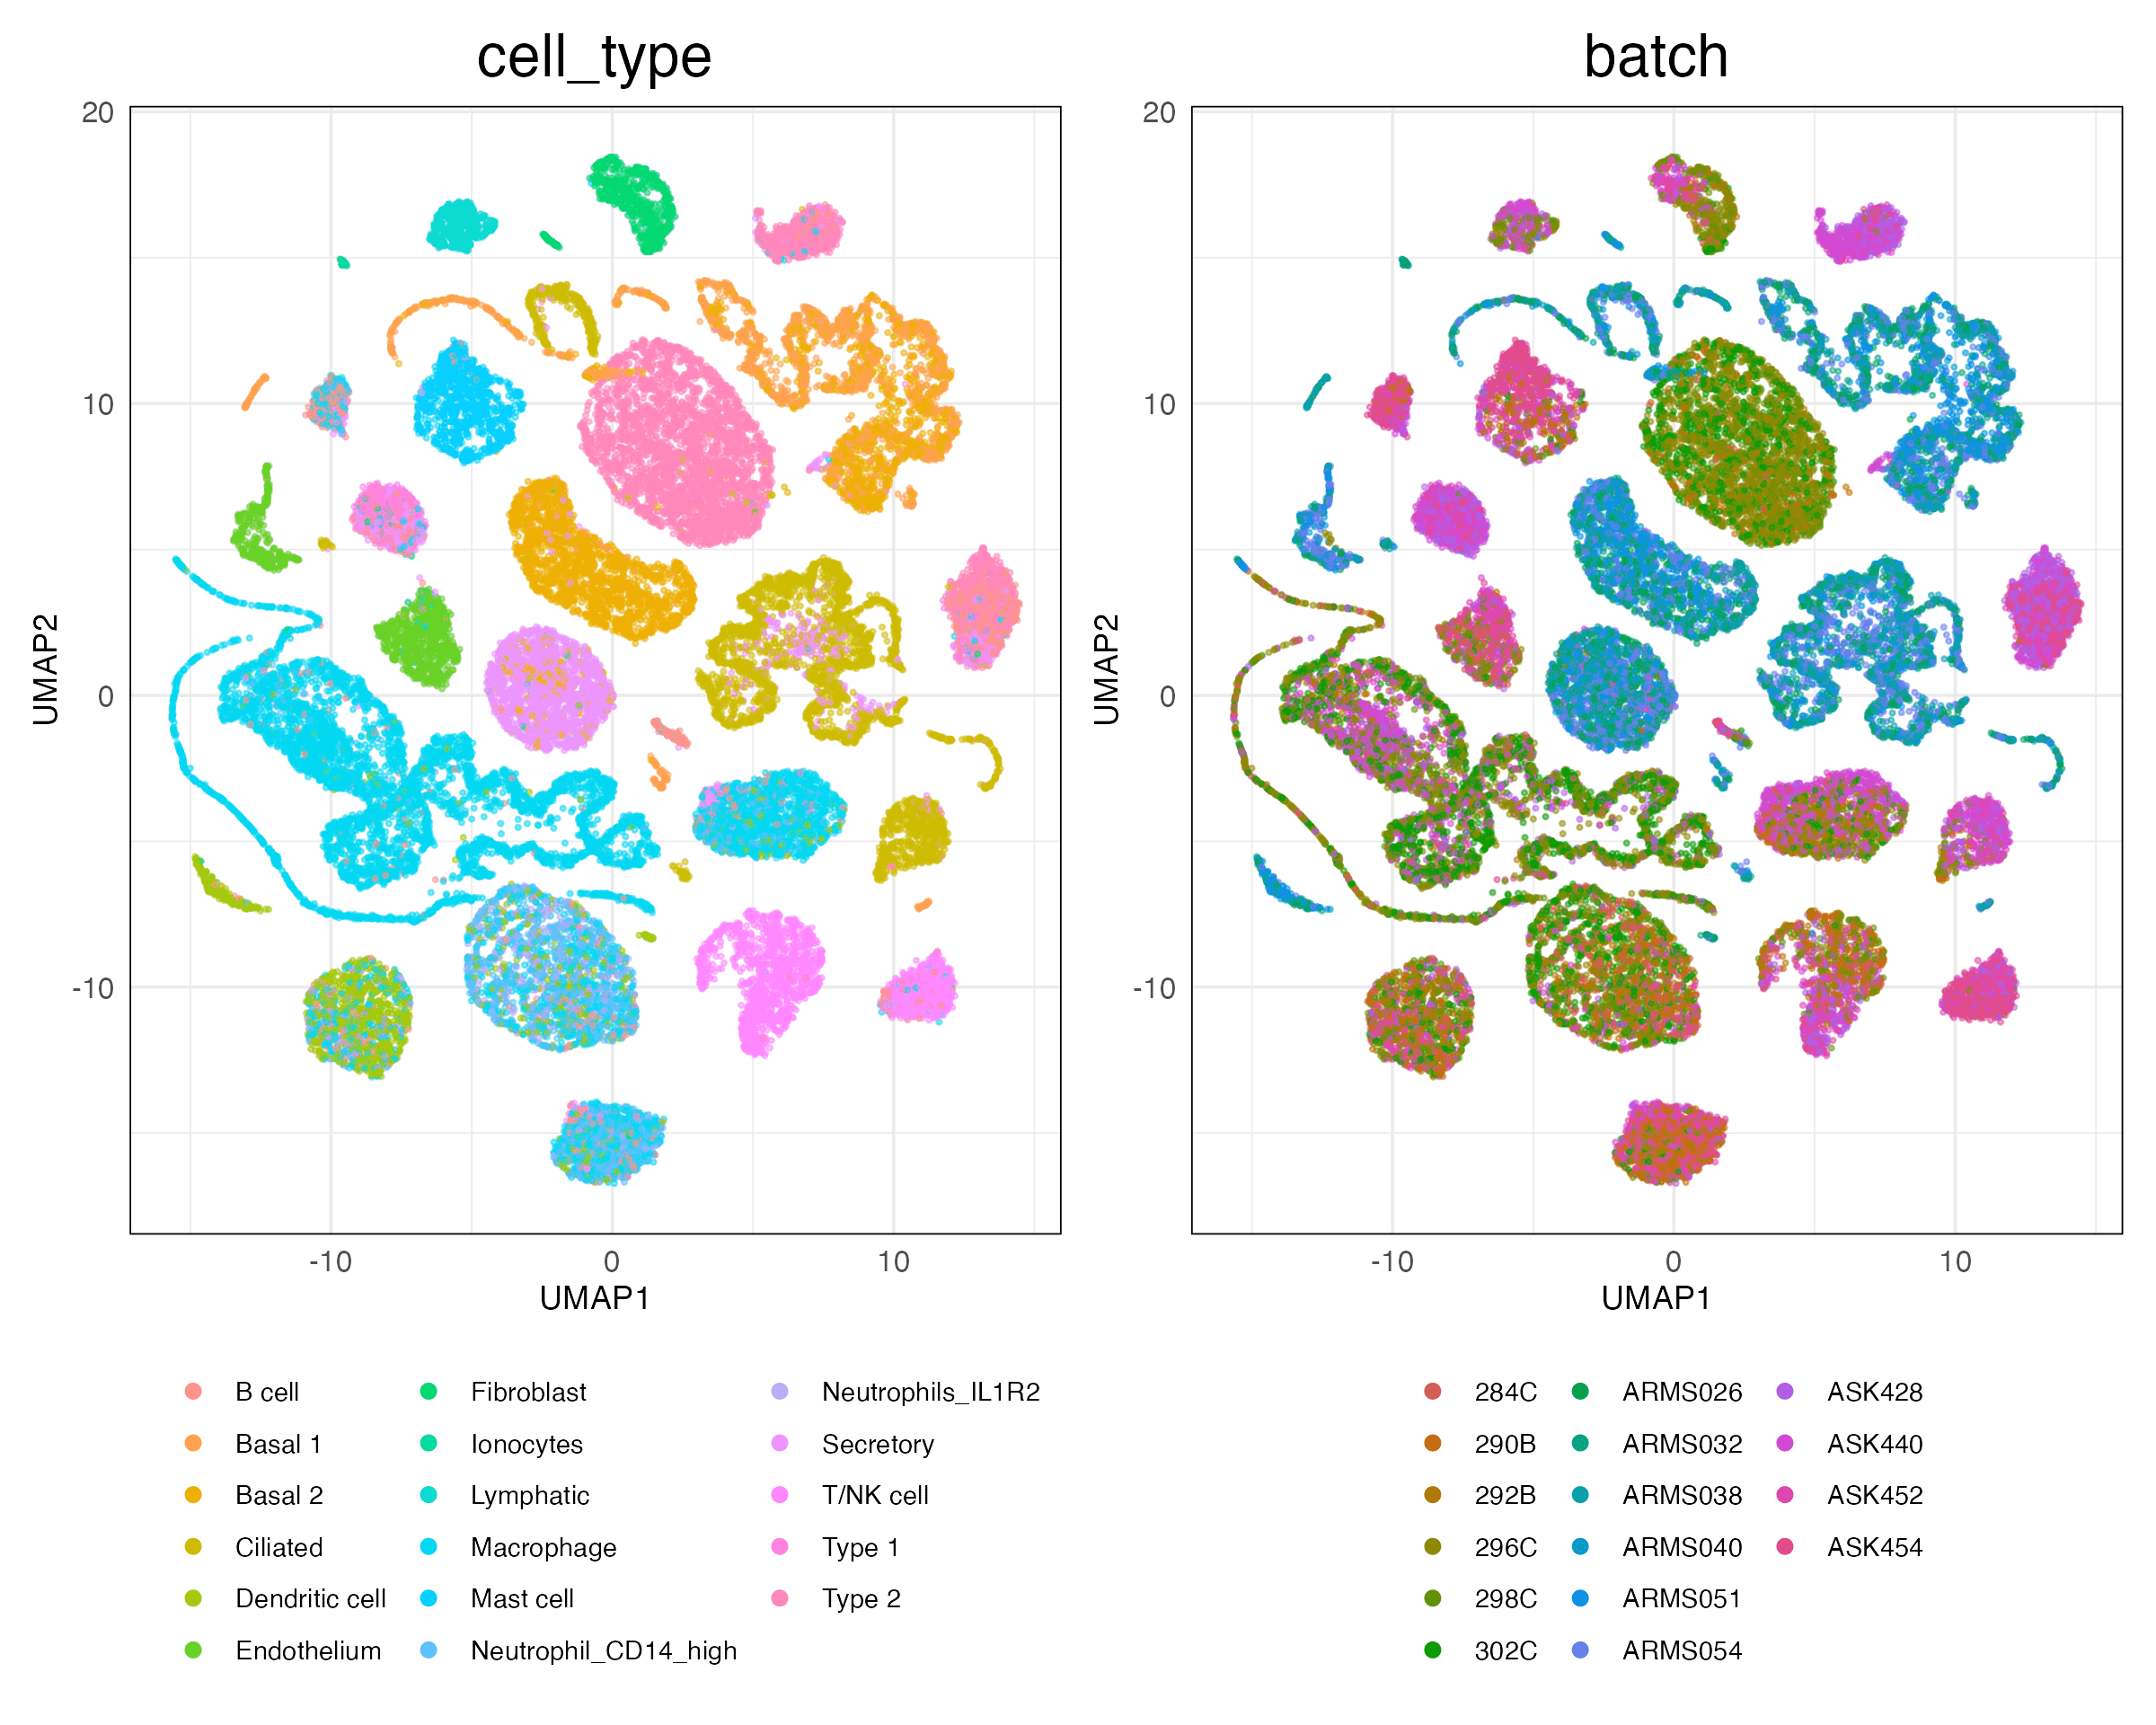 cell_type
batch
20
10
0
-10
UMAP2
-10
0
10
UMAP1
20
10
0
-10
UMAP2
-10
0
10
UMAP1
B cell
Basal 1
Basal 2
Ciliated
Dendritic cell
Endothelium
Fibroblast
Ionocytes
Lymphatic
Macrophage
Mast cell
Neutrophil_CD14_high
Neutrophils_IL1R2
Secretory
T/NK cell
Type 1
Type 2
284C
290B
292B
296C
298C
302C
ARMS026
ARMS032
ARMS038
ARMS040
ARMS051
ARMS054
ASK428
ASK440
ASK452
ASK454